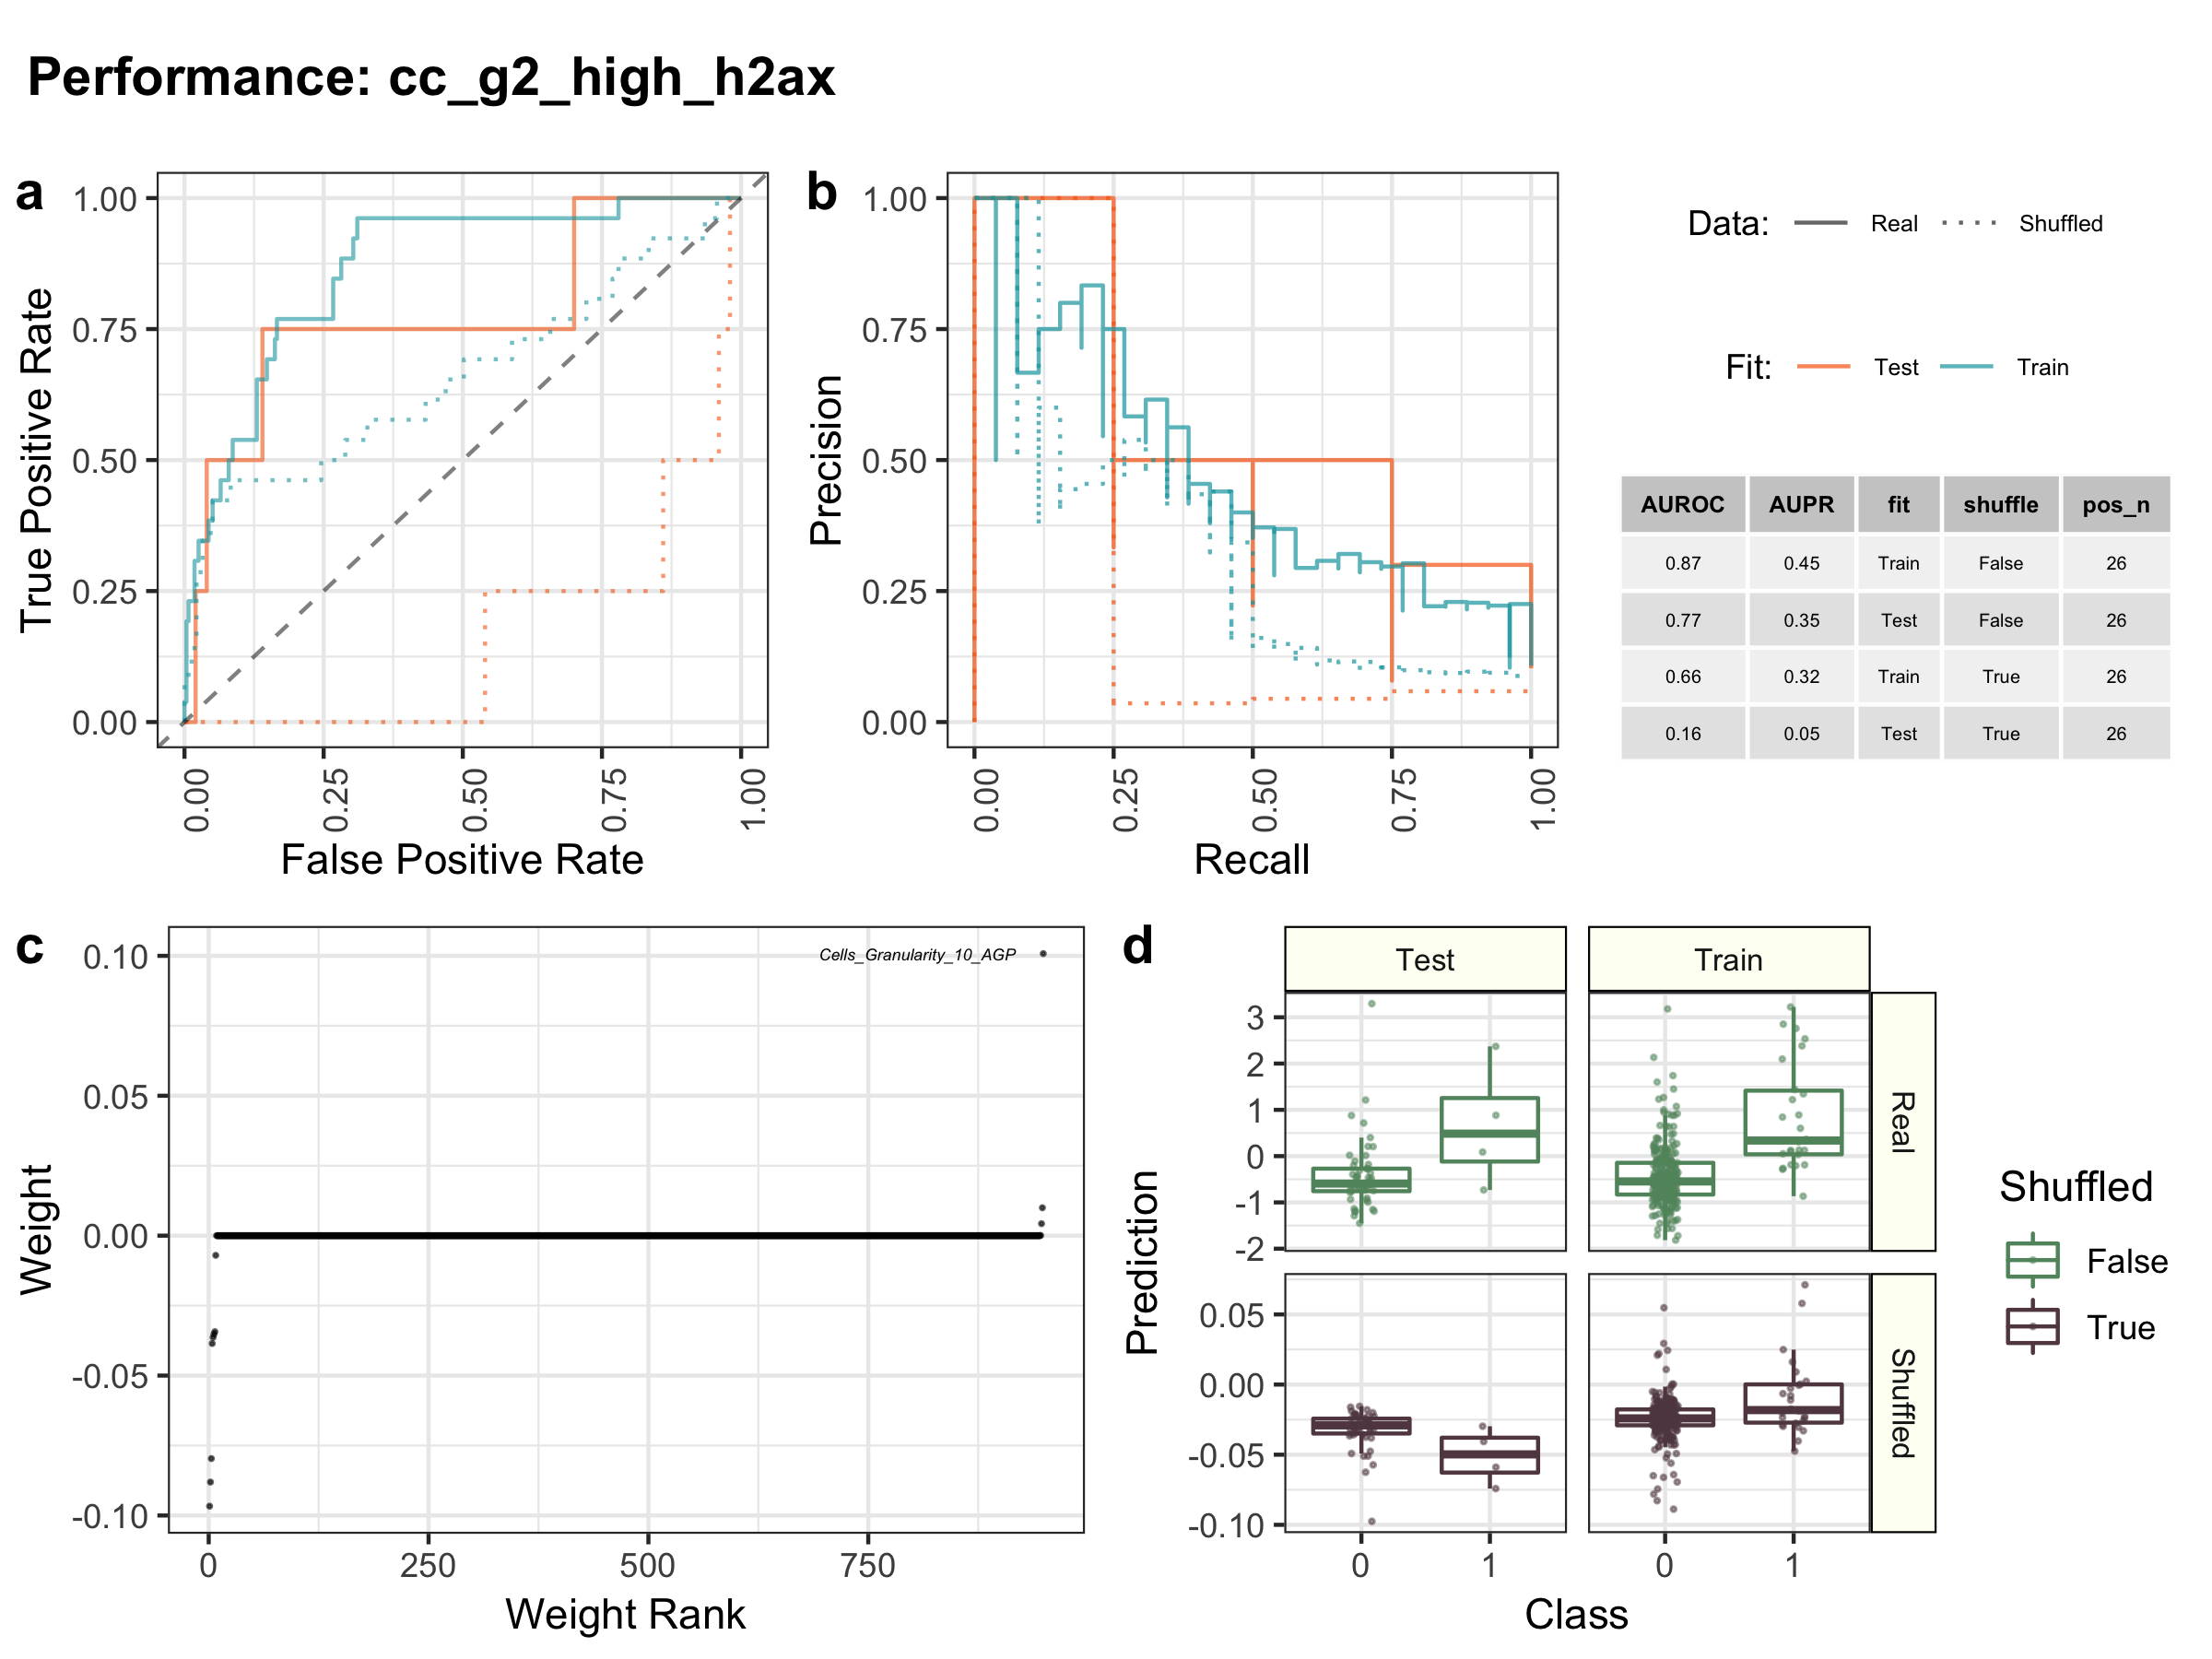 Performance: cc_g2_high_h2ax
a
True Positive Rate
1.00
0.75
0.50
0.25
0.00
0.00
0.25
0.50
0.75
1.00
False Positive Rate
b
Precision
1.00
0.75
0.50
0.25
0.00
0.00
0.25
0.50
0.75
1.00
Recall
Data: Real Shuffled
Fit: Test Train
AUROC AUPR fit shuffle pos_n
0.87 0.45 Train False 26
0.77 0.35 Test False 26
0.66 0.32 Train True 26
0.16 0.05 Test True 26
c
Weight
0.10
0.05
0.00
-0.05
-0.10
Cells_Granularity_10_AGP
0 250 500 750
Weight Rank
d
Test Train
Prediction
3
2
1
0
-1
-2
Real
0.05
0.00
-0.05
-0.10
Shuffled
0 1 0 1
Class
Shuffled
False
True